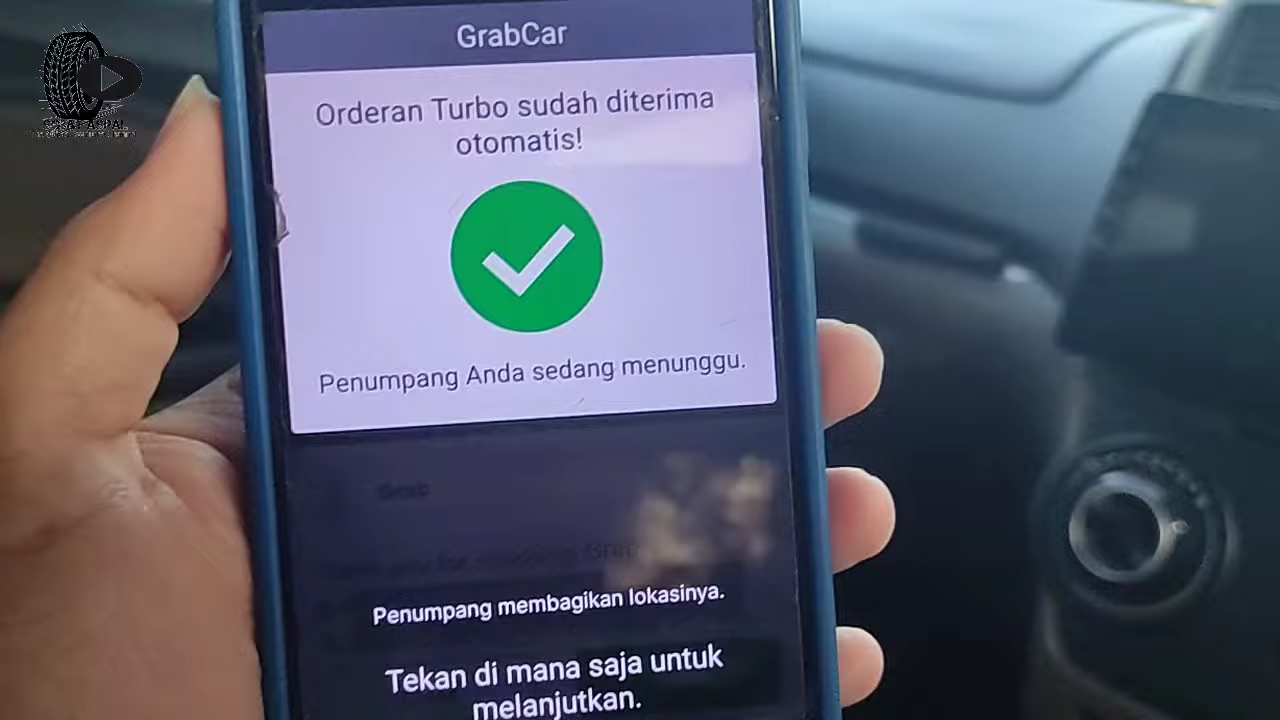 GrabCar
Orderan Turbo sudah diterima
otomatis!
Penumpang Anda sedang menunggu.
Penumpang membagikan lokasinya.
Tekan di mana saja untuk
melanjutkan.